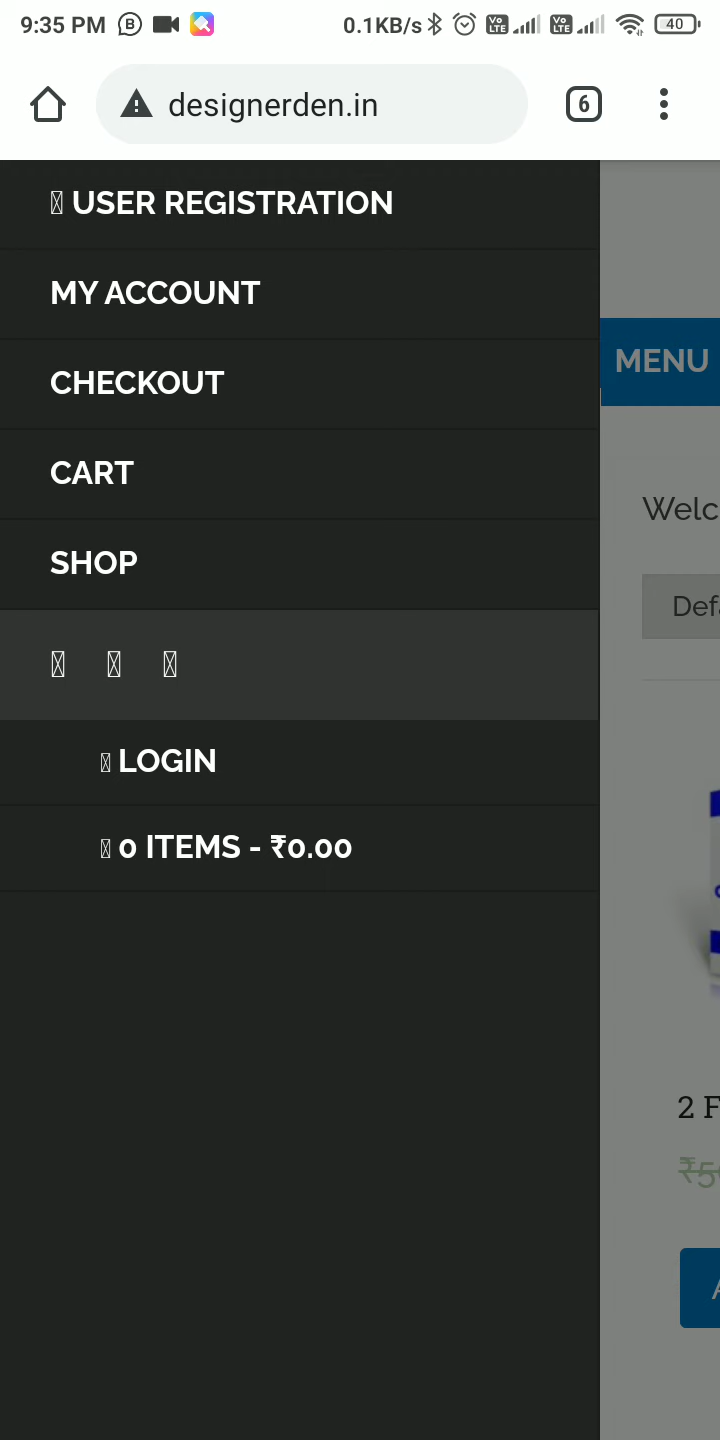 9:35 PM 0.1KB/s 40
designerden.in 6
USER REGISTRATION
MY ACCOUNT
MENU
CHECKOUT
CART
Welc
SHOP
Defa
LOGIN
0 ITEMS - ₹0.00
2 F
₹5
A